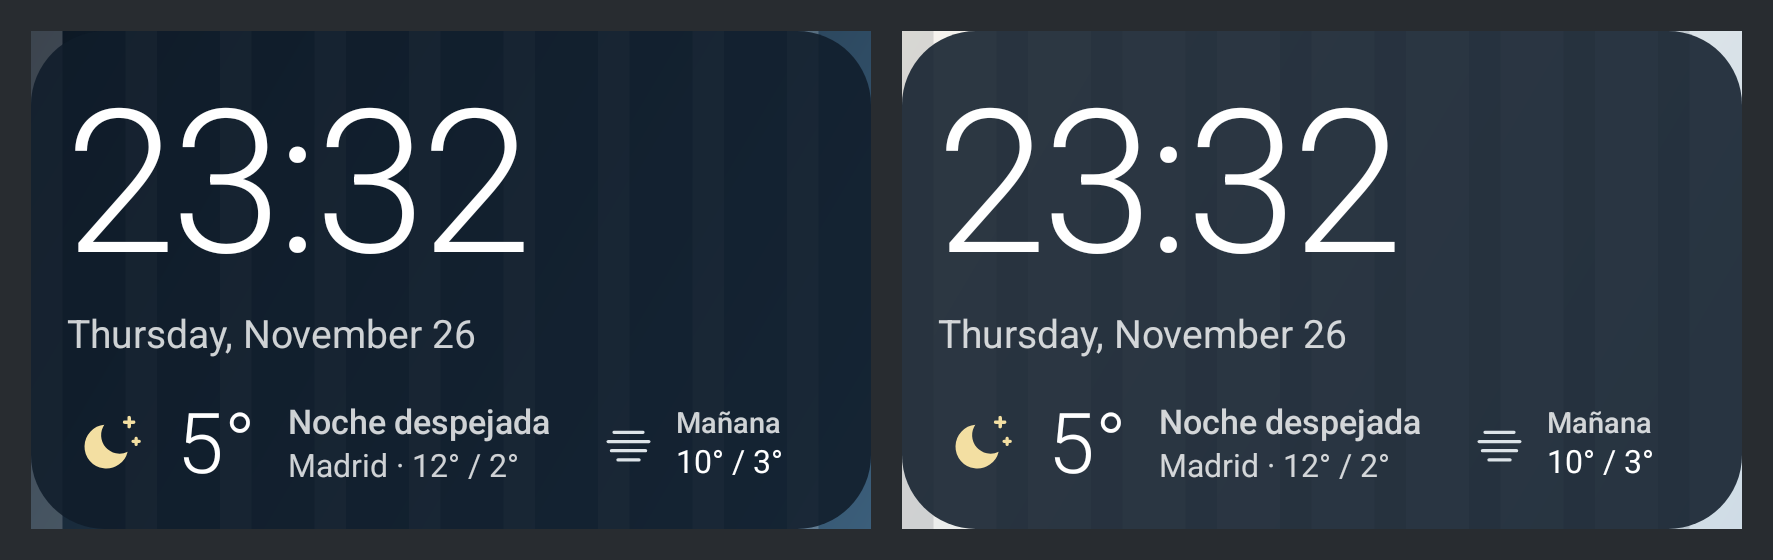 23:32
Thursday, November 26
5°
Noche despejada
Madrid · 12° / 2°
Mañana
10° / 3°
23:32
Thursday, November 26
5°
Noche despejada
Madrid · 12° / 2°
Mañana
10° / 3°